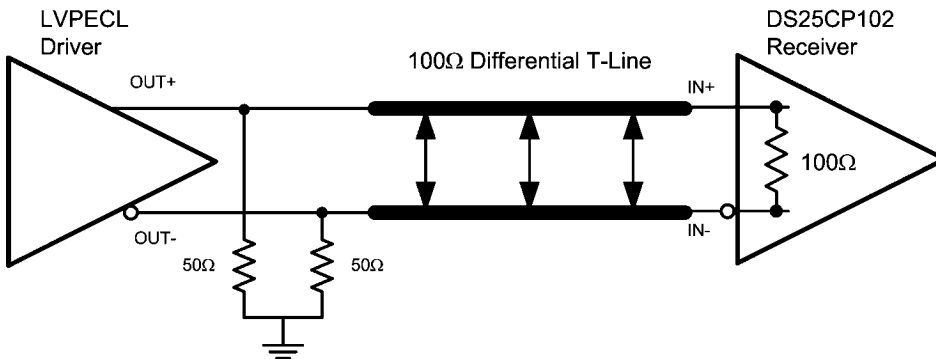 LVPECL
Driver
DS25CP102
Receiver
100Ω Differential T-Line
OUT+
IN+
100Ω
OUT-
IN-
50Ω
50Ω